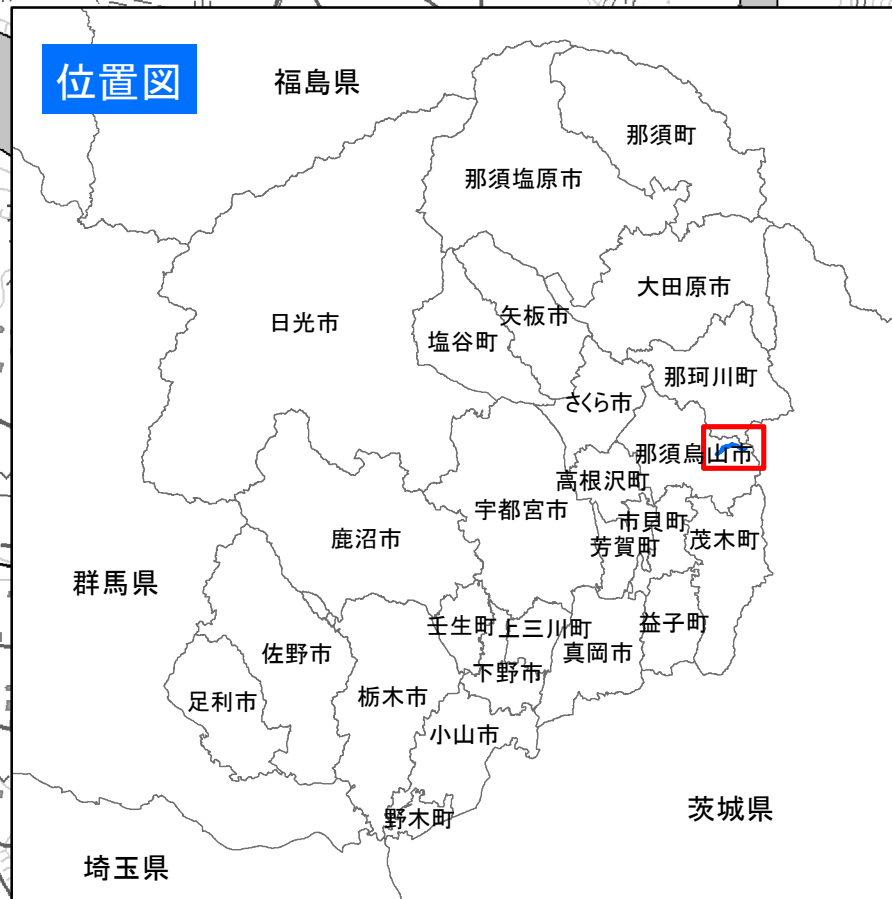 位置図
福島県
那須町
那須塩原市
大田原市
日光市
矢板市
塩谷町
那珂川町
さくら市
那須烏山市
高根沢町
宇都宮市
市貝町
鹿沼市
芳賀町
茂木町
群馬県
壬生町
上三川町
益子町
佐野市
真岡市
下野市
足利市
栃木市
小山市
茨城県
野木町
埼玉県